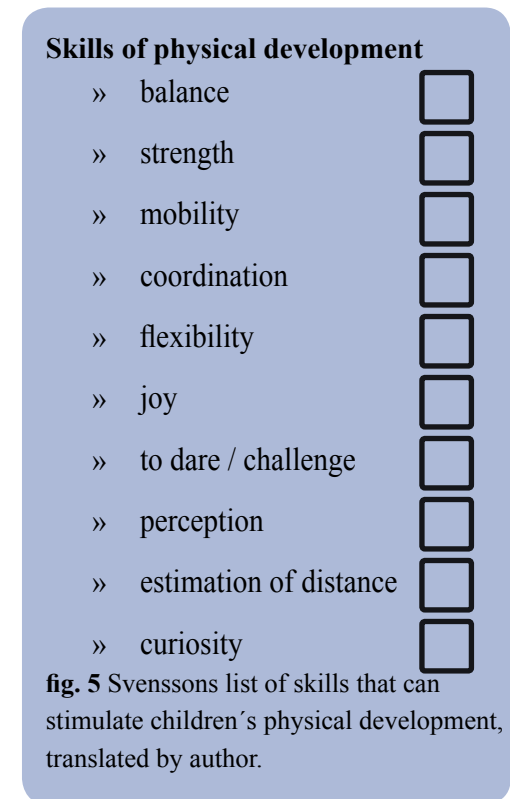 Skills of physical development
» balance
» strength
» mobility
» coordination
» flexibility
» joy
» to dare / challenge
» perception
» estimation of distance
» curiosity
fig. 5 Svenssons list of skills that can
stimulate children´s physical development,
translated by author.